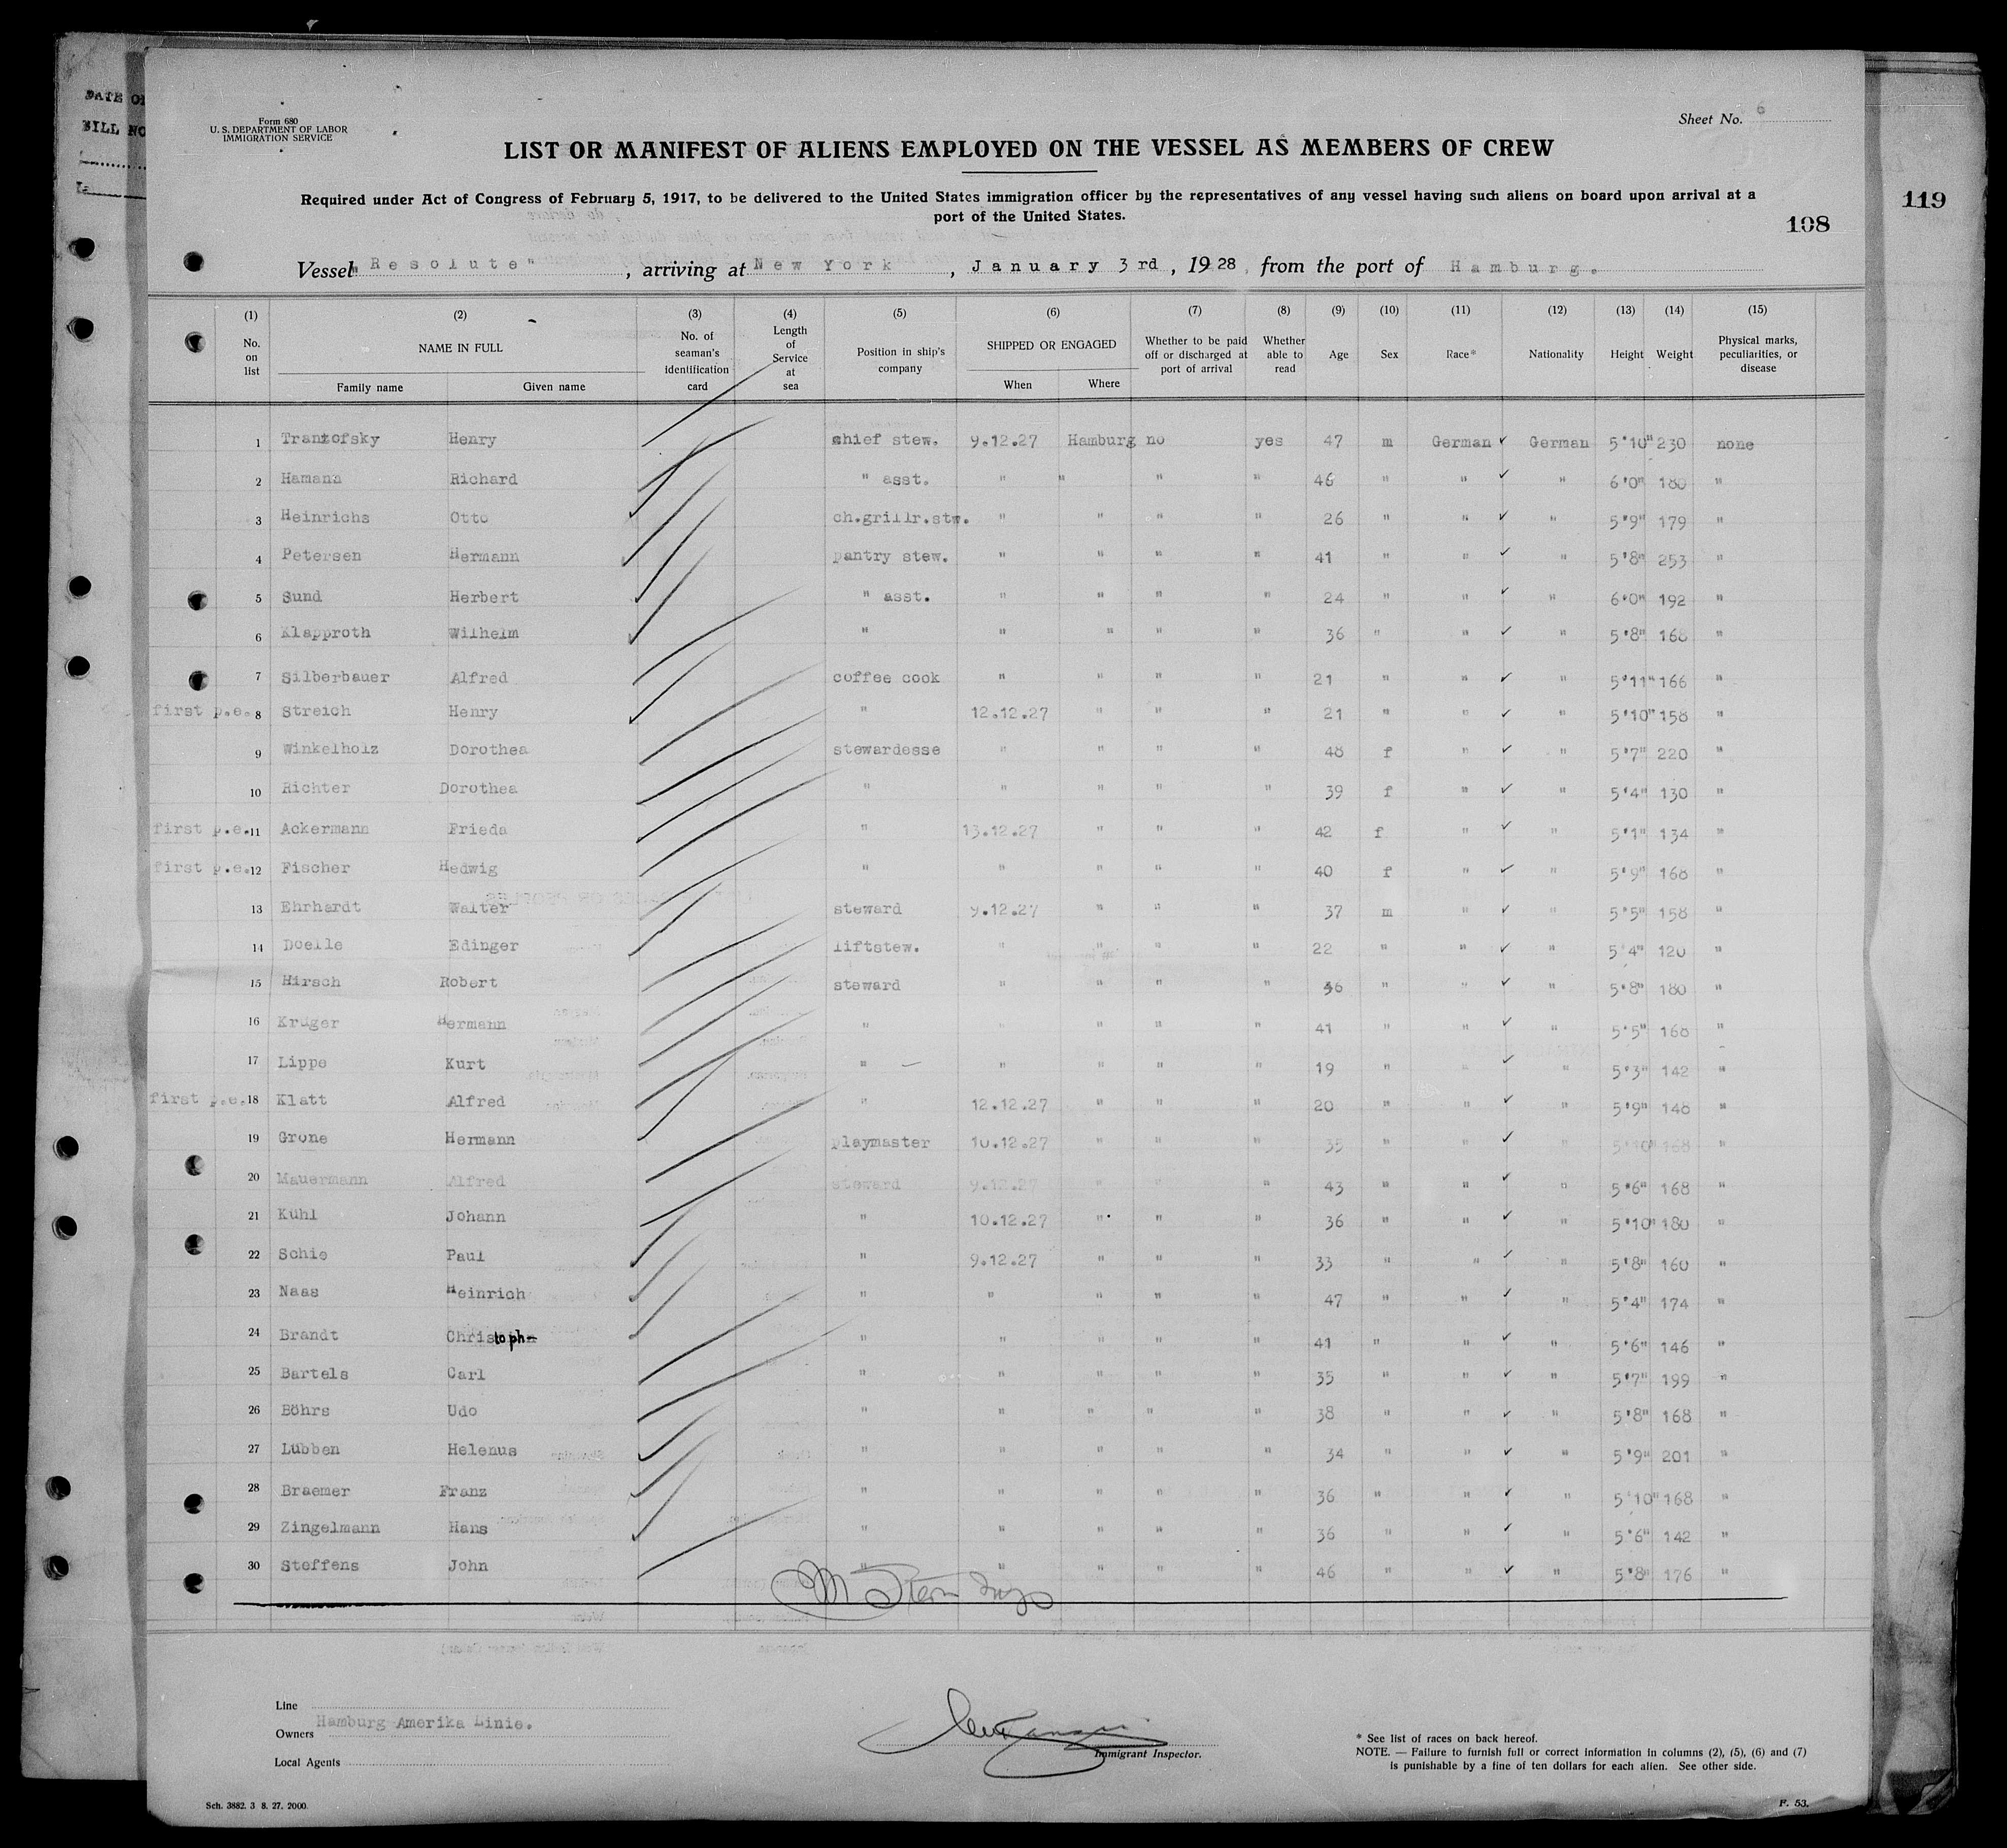 DATE OF
BILL NO
Form 680
U. S. DEPARTMENT OF LABOR
IMMIGRATION SERVICE
Sheet No. 6
LIST OR MANIFEST OF ALIENS EMPLOYED ON THE VESSEL AS MEMBERS OF CREW
Required under Act of Congress of February 5, 1917, to be delivered to the United States immigration officer by the representatives of any vessel having such aliens on board upon arrival at a
port of the United States.
119
108
Vessel "Resolute", arriving at New York, January 3rd, 1928, from the port of Hamburg.
(1) (2) (3) (4) (5) (6) (7) (8) (9) (10) (11) (12) (13) (14) (15)
No. on list NAME IN FULL Family name Given name No. of seaman's identification card Length of Service at sea Position in ship's company SHIPPED OR ENGAGED When Where Whether to be paid off or discharged at port of arrival Whether able to read Age Sex Race* Nationality Height Weight Physical marks, peculiarities, or disease
1 Trantofsky Henry chief stew. 9.12.27 Hamburg no yes 47 m German German 5'10" 230 none
2 Hamann Richard " asst. " " " " 46 " " " 6'0" 180 "
3 Heinrichs Otto ch.grillr.stw. " " " " 26 " " " 5'9" 179 "
4 Petersen Hermann pantry stew. " " " " 41 " " " 5'8" 253 "
5 Sund Herbert " asst. " " " " 24 " " " 6'0" 192 "
6 Klapproth Wilhelm " " " " " 36 " " " 5'8" 168 "
7 Silberbauer Alfred coffee cook " " " " 21 " " " 5'11" 166 "
first p.e. 8 Streich Henry " 12.12.27 " " " 21 " " " 5'10" 158 "
9 Winkelholz Dorothea stewardesse " " " " 48 f " " 5'7" 220 "
10 Richter Dorothea " " " " " 39 f " " 5'4" 130 "
first p.e. 11 Ackermann Frieda " 13.12.27 " " " 42 f " " 5'1" 134 "
first p.e. 12 Fischer Hedwig " " " " " 40 f " " 5'9" 168 "
13 Ehrhardt Walter steward 9.12.27 " " " 37 m " " 5'5" 158 "
14 Doelle Edinger liftstew. " " " " 22 " " " 5'4" 120 "
15 Hirsch Robert steward " " " " 36 " " " 5'8" 180 "
16 Krüger Hermann " " " " " 41 " " " 5'5" 168 "
17 Lippe Kurt " " " " " 19 " " " 5'3" 142 "
first p.e. 18 Klatt Alfred " 12.12.27 " " " 20 " " " 5'9" 148 "
19 Grone Hermann playmaster 10.12.27 " " " 35 " " " 5'10" 168 "
20 Mauermann Alfred steward 9.12.27 " " " 43 " " " 5'6" 168 "
21 Kühl Johann " 10.12.27 " " " 36 " " " 5'10" 180 "
22 Schie Paul " 9.12.27 " " " 33 " " " 5'8" 160 "
23 Naas Heinrich " " " " " 47 " " " 5'4" 174 "
24 Brandt Christoph " " " " " 41 " " " 5'6" 146 "
25 Bartels Carl " " " " " 35 " " " 5'7" 199 "
26 Böhrs Udo " " " " " 38 " " " 5'8" 168 "
27 Lübben Helenus " " " " " 34 " " " 5'9" 201 "
28 Braemer Franz " " " " " 36 " " " 5'10" 168 "
29 Zingelmann Hans " " " " " 36 " " " 5'6" 142 "
30 Steffens John " " " " " 46 " " " 5'8" 176 "
Line
Owners Hamburg Amerika Linie.
Local Agents
Immigrant Inspector.
* See list of races on back hereof.
NOTE. — Failure to furnish full or correct information in columns (2), (5), (6) and (7)
is punishable by a fine of ten dollars for each alien. See other side.
Sch. 3882. 3 8. 27. 2000.
F. 53.